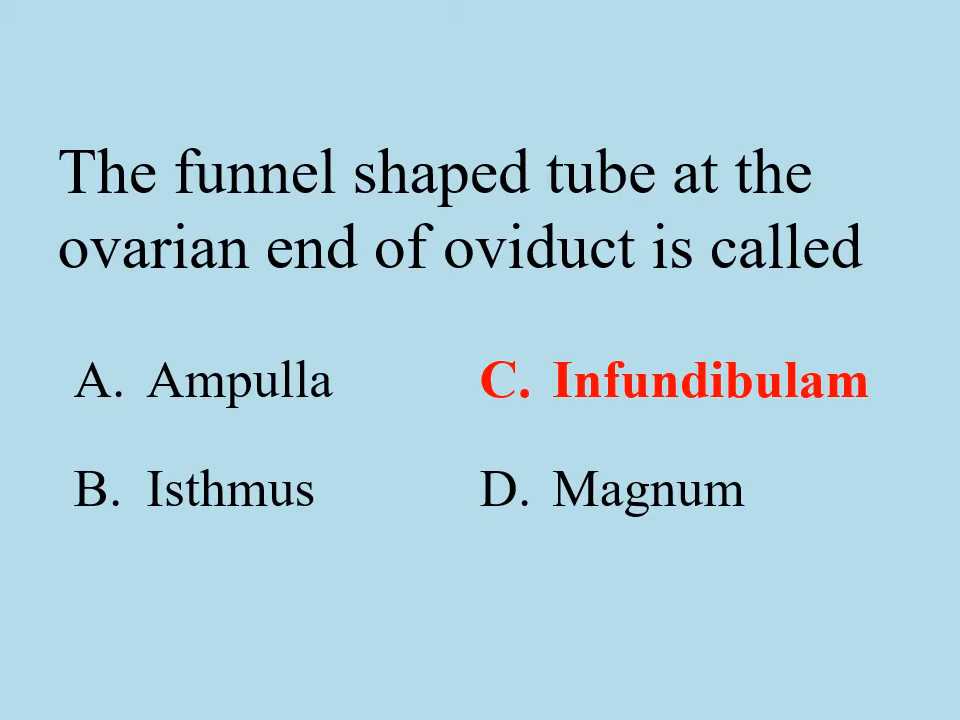 The funnel shaped tube at the
ovarian end of oviduct is called
A. Ampulla
C. Infundibulam
B. Isthmus
D. Magnum